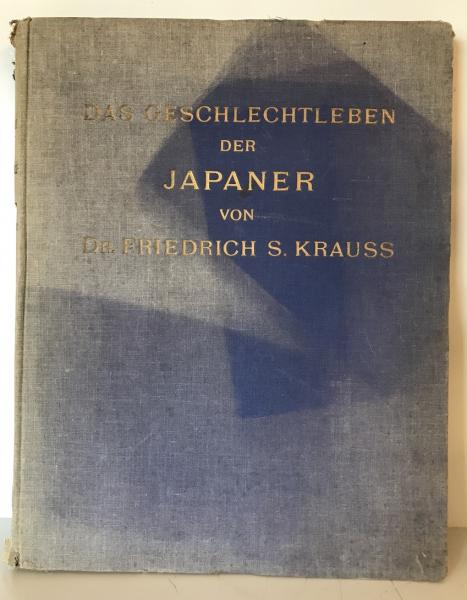 DAS GESCHLECHTLEBEN
DER
JAPANER
VON
DR. FRIEDRICH S. KRAUSS